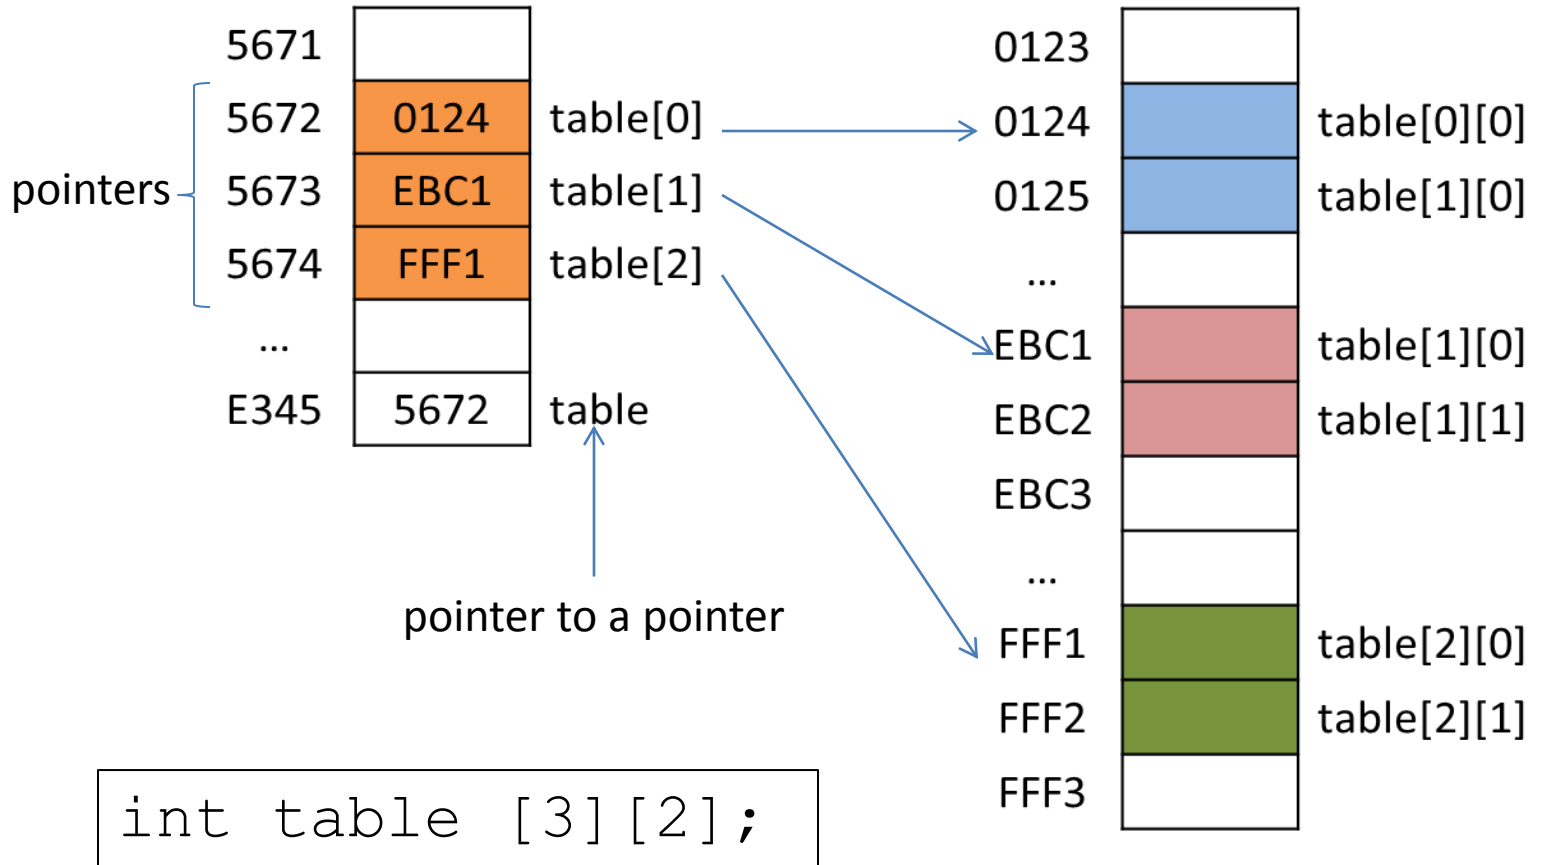 5671
5672 0124 table[0]
pointers 5673 EBC1 table[1]
5674 FFF1 table[2]
...
E345 5672 table
pointer to a pointer
int table [3][2];
0123
0124 table[0][0]
0125 table[1][0]
...
EBC1 table[1][0]
EBC2 table[1][1]
EBC3
...
FFF1 table[2][0]
FFF2 table[2][1]
FFF3